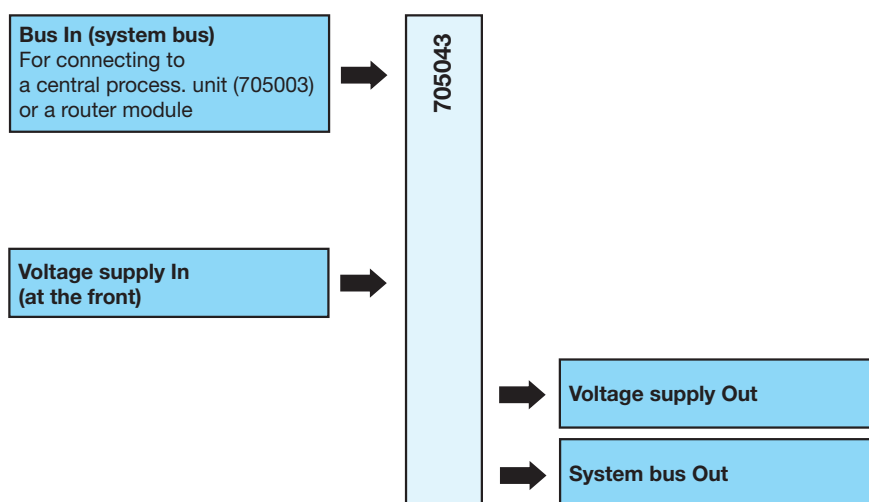 Bus In (system bus)
For connecting to
a central process. unit (705003)
or a router module
705043
Voltage supply In
(at the front)
Voltage supply Out
System bus Out